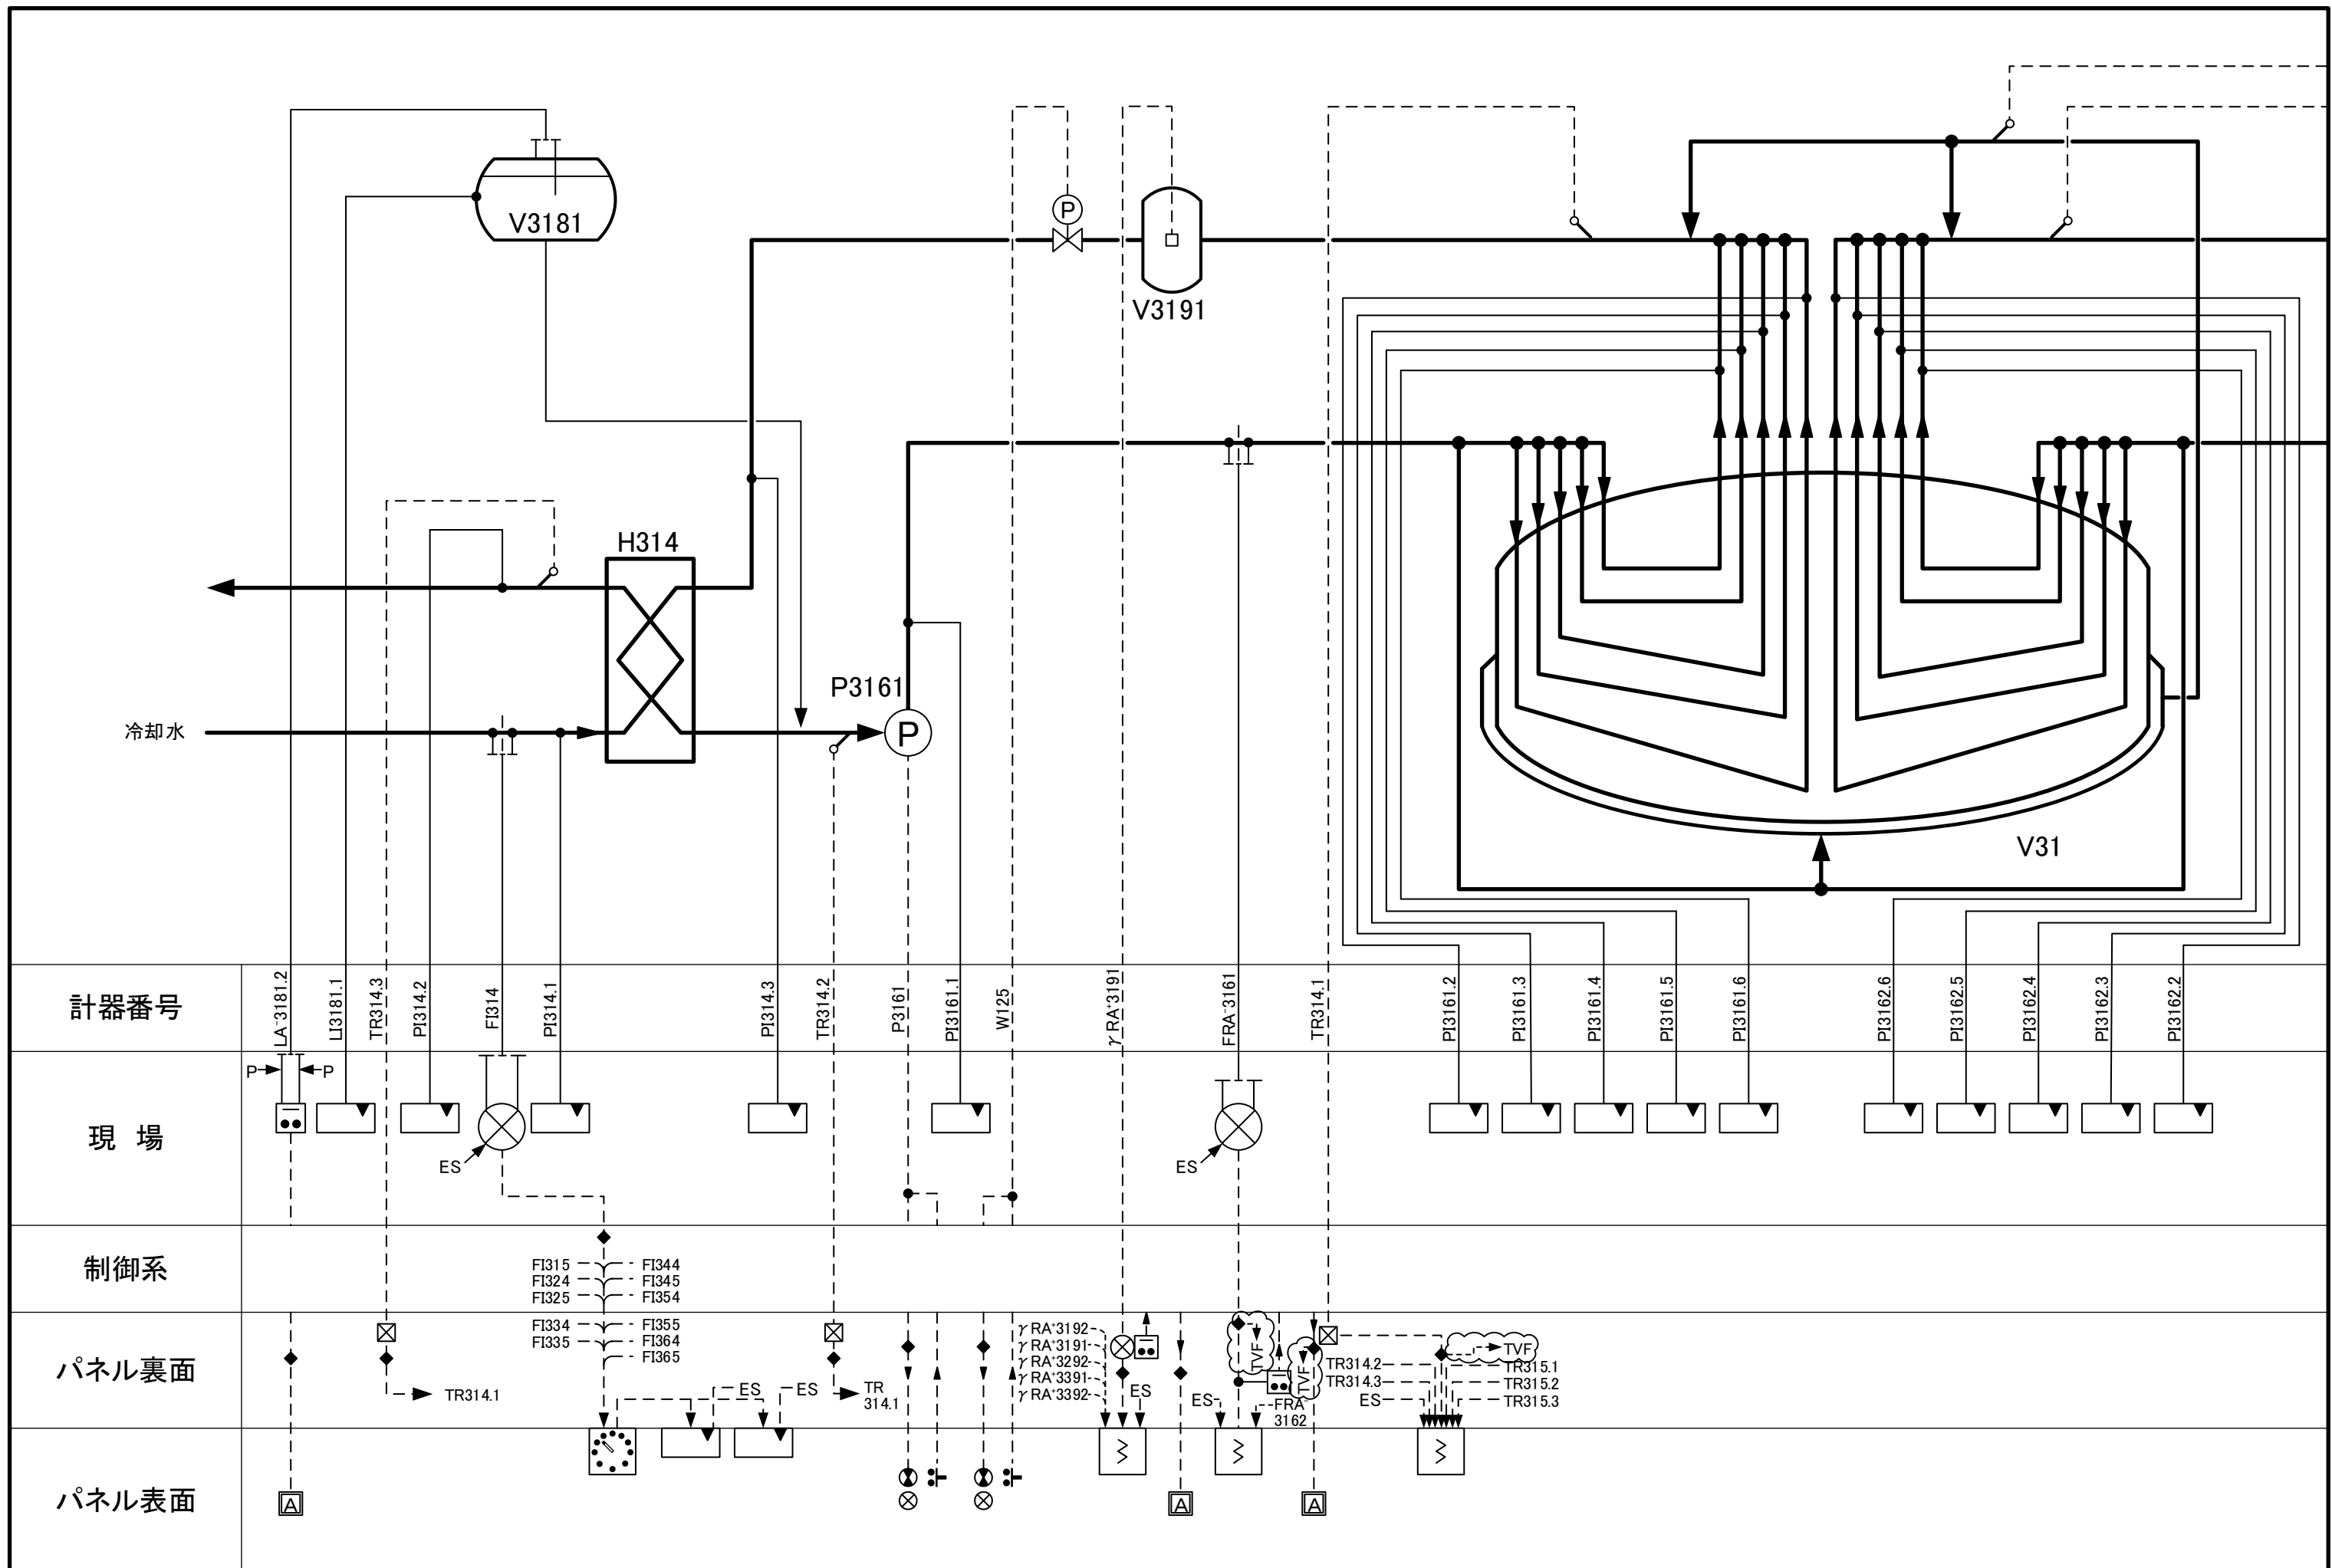 V3181
P
V3191
H314
P3161
P
冷却水
V31
計器番号
LA⁻3181.2
LI3181.1
TR314.3
PI314.2
FI314
PI314.1
PI314.3
TR314.2
P3161
PI3161.1
W125
γRA⁺3191
FRA⁻3161
TR314.1
PI3161.2
PI3161.3
PI3161.4
PI3161.5
PI3161.6
PI3162.6
PI3162.5
PI3162.4
PI3162.3
PI3162.2
現 場
P
P
ES
ES
制御系
FI315
FI344
FI324
FI345
FI325
FI354
パネル裏面
FI334
FI355
FI335
FI364
FI365
TR314.1
ES
ES
TR
314.1
γRA⁺3192
γRA⁺3191
γRA⁺3292
γRA⁺3391
γRA⁺3392
ES
TVF
TVF
ES
FRA⁻
3162
TR314.2
TR314.3
ES
TVF
TR315.1
TR315.2
TR315.3
パネル表面
A
A
A